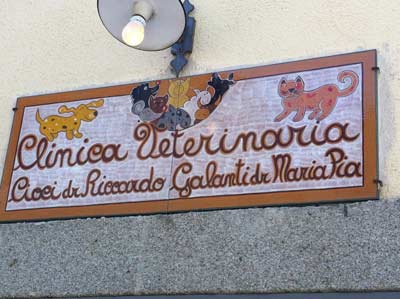 Clinica Veterinaria
Cioci dr. Riccardo Galanti dr. Maria Pia